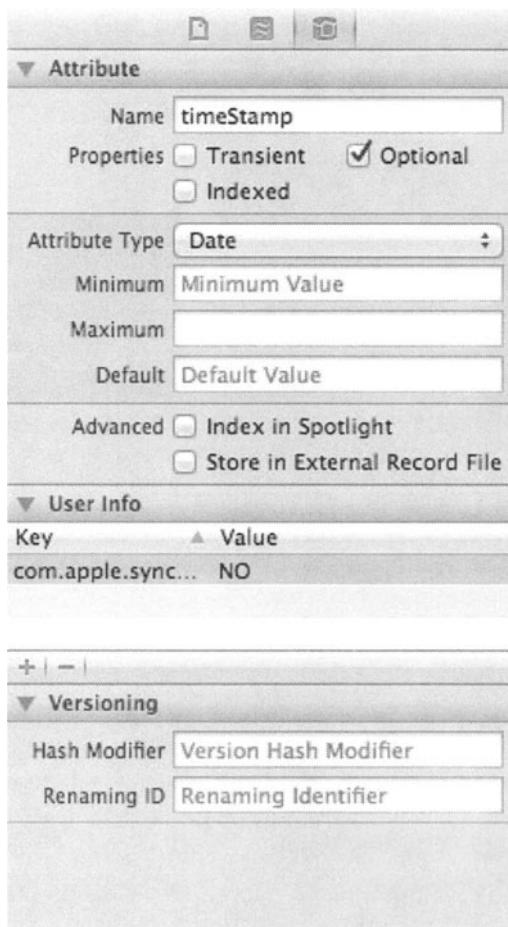 Attribute
Name timeStamp
Properties Transient Optional
Indexed
Attribute Type Date
Minimum Minimum Value
Maximum
Default Default Value
Advanced Index in Spotlight
Store in External Record File
User Info
Key Value
com.apple.sync... NO
Versioning
Hash Modifier Version Hash Modifier
Renaming ID Renaming Identifier